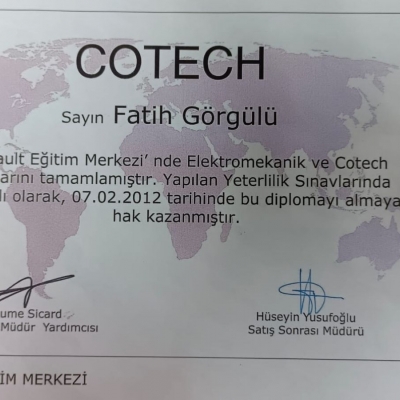 COTECH
Sayın Fatih Görgülü
ault Eğitim Merkezi' nde Elektromekanik ve Cotech
arını tamamlamıştır. Yapılan Yeterlilik Sınavlarında
lı olarak, 07.02.2012 tarihinde bu diplomayı almaya
hak kazanmıştır.
ume Sicard
Müdür Yardımcısı
Hüseyin Yusufoğlu
Satış Sonrası Müdürü
İM MERKEZİ